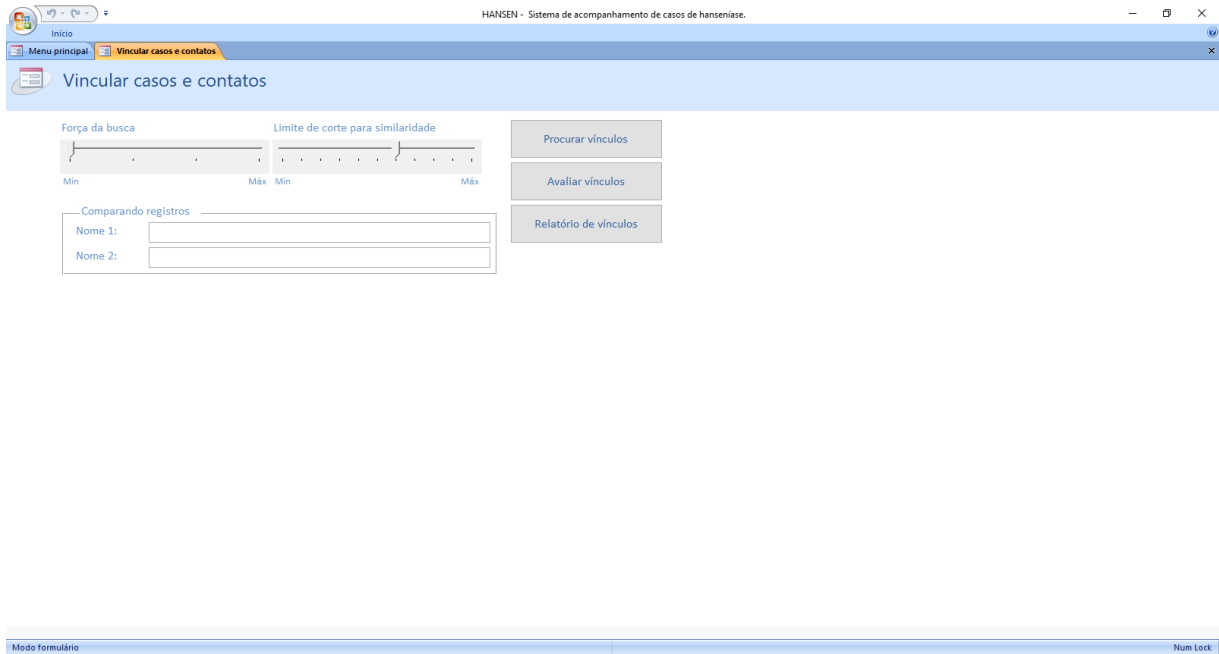 HANSEN - Sistema de acompanhamento de casos de hanseníase.
Início
Menu principal Vincular casos e contatos
Vincular casos e contatos
Força da busca Limite de corte para similaridade
Mín Máx Mín Máx
Procurar vínculos
Avaliar vínculos
Relatório de vínculos
Comparando registros
Nome 1:
Nome 2:
Modo formulário Num Lock